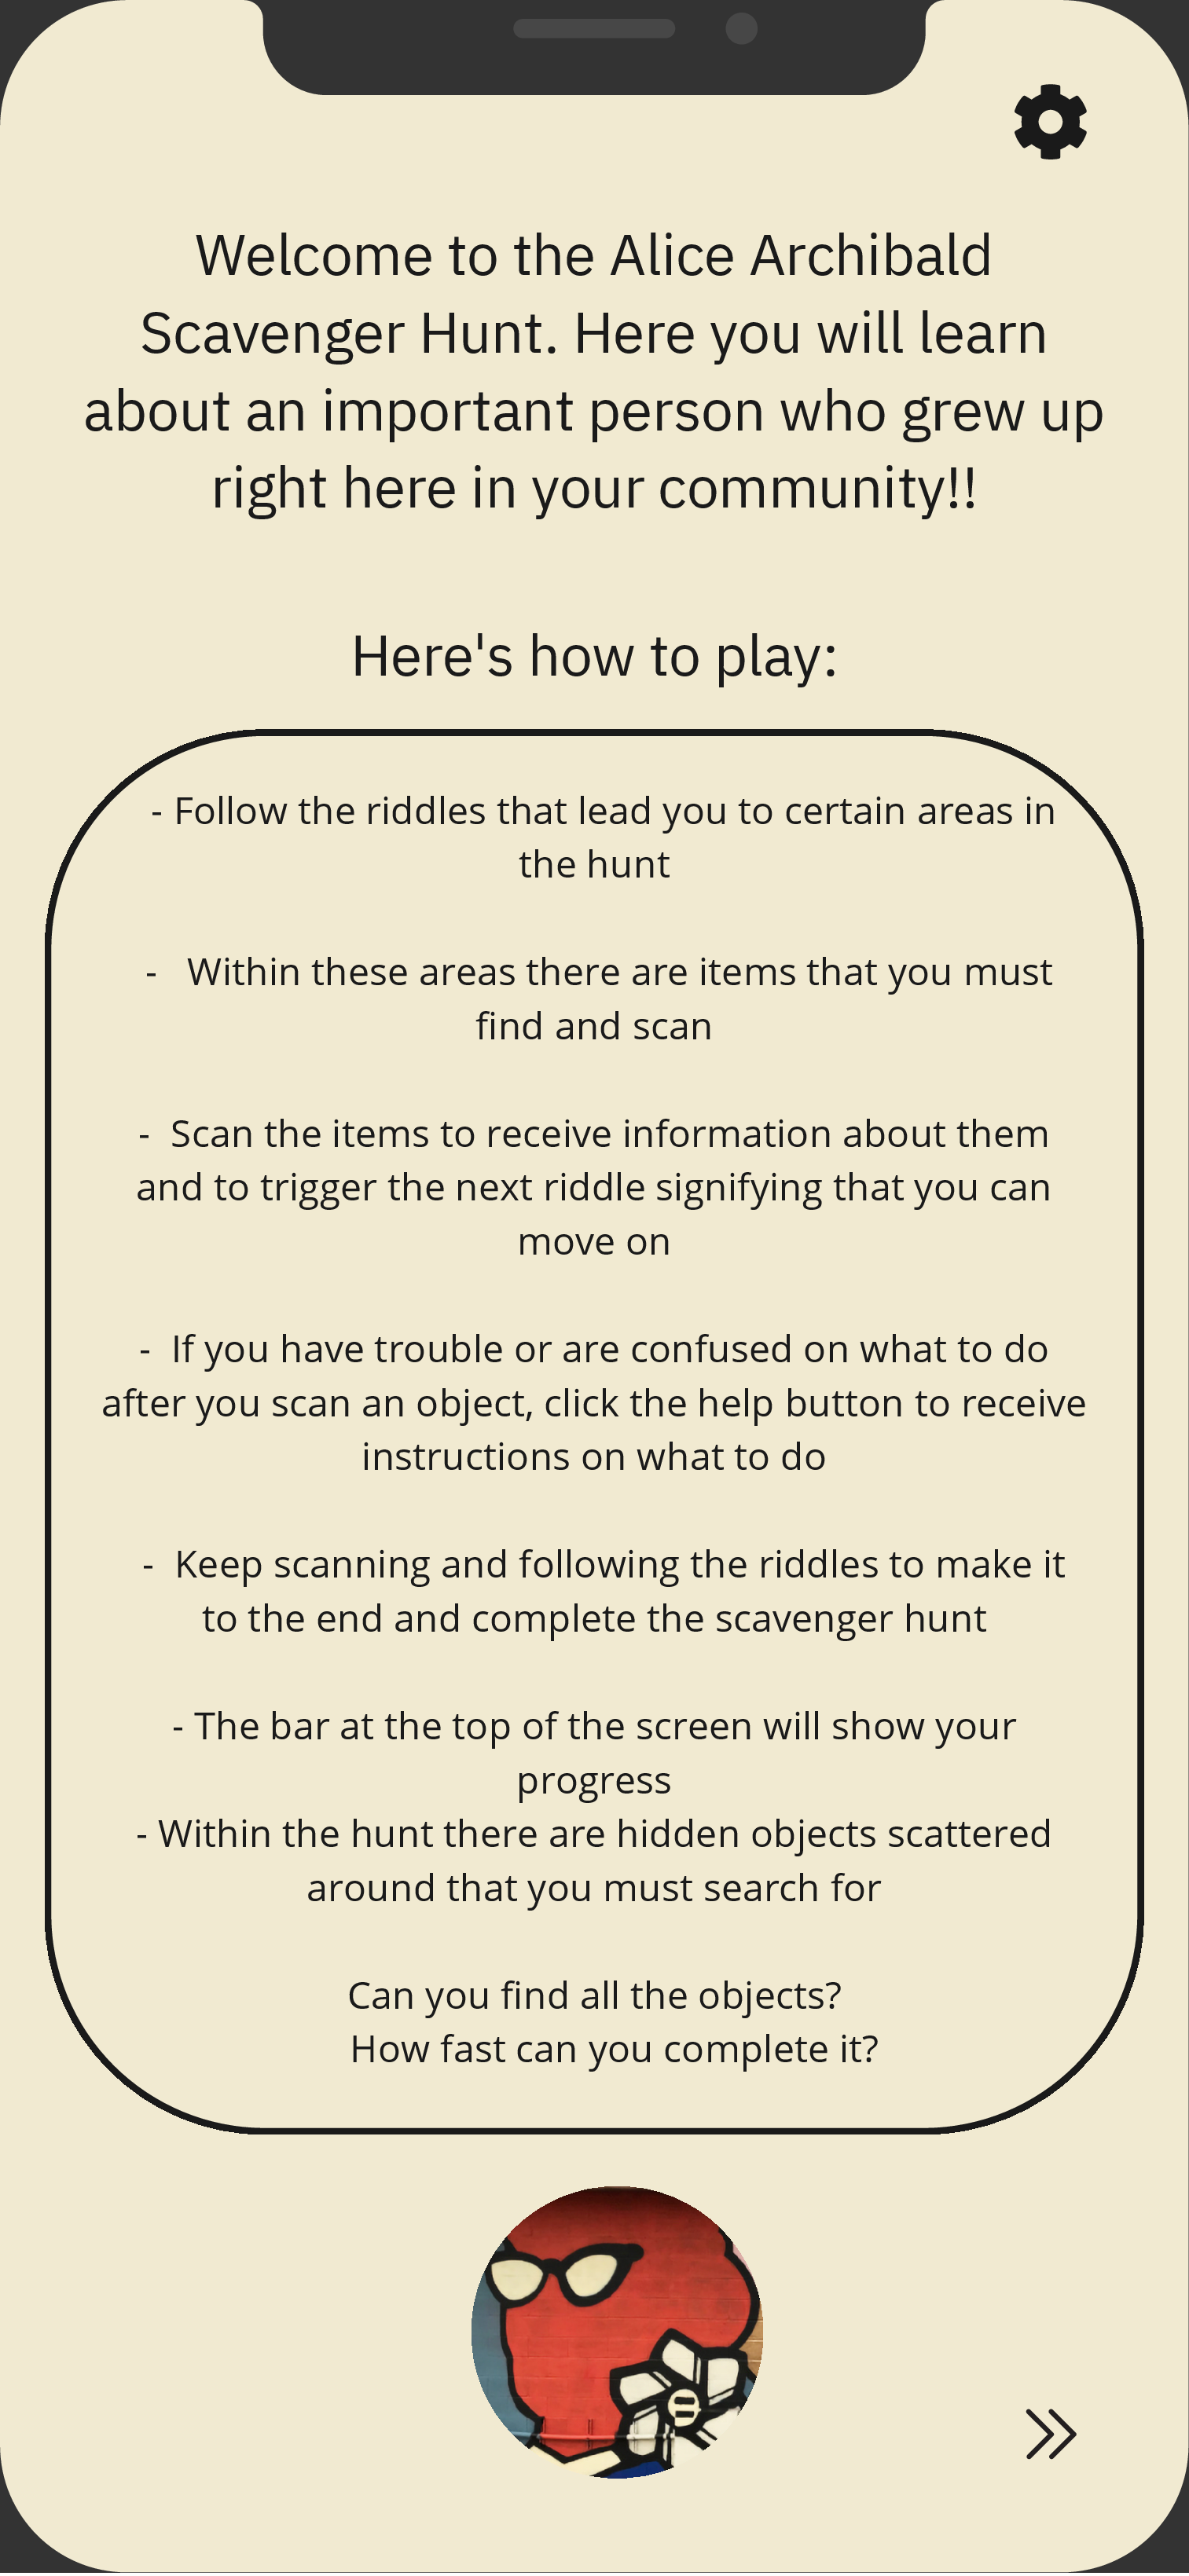 Welcome to the Alice Archibald
Scavenger Hunt. Here you will learn
about an important person who grew up
right here in your community!!
Here's how to play:
- Follow the riddles that lead you to certain areas in
the hunt
- Within these areas there are items that you must
find and scan
- Scan the items to receive information about them
and to trigger the next riddle signifying that you can
move on
- If you have trouble or are confused on what to do
after you scan an object, click the help button to receive
instructions on what to do
- Keep scanning and following the riddles to make it
to the end and complete the scavenger hunt
- The bar at the top of the screen will show your
progress
- Within the hunt there are hidden objects scattered
around that you must search for
Can you find all the objects?
How fast can you complete it?